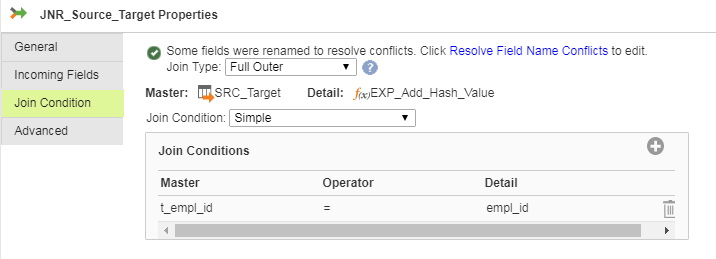 JNR_Source_Target Properties
General
Incoming Fields
Join Condition
Advanced
Some fields were renamed to resolve conflicts. Click Resolve Field Name Conflicts to edit.
Join Type: Full Outer ?
Master: SRC_Target Detail: f(x) EXP_Add_Hash_Value
Join Condition: Simple
Join Conditions
Master Operator Detail
t_empl_id = empl_id